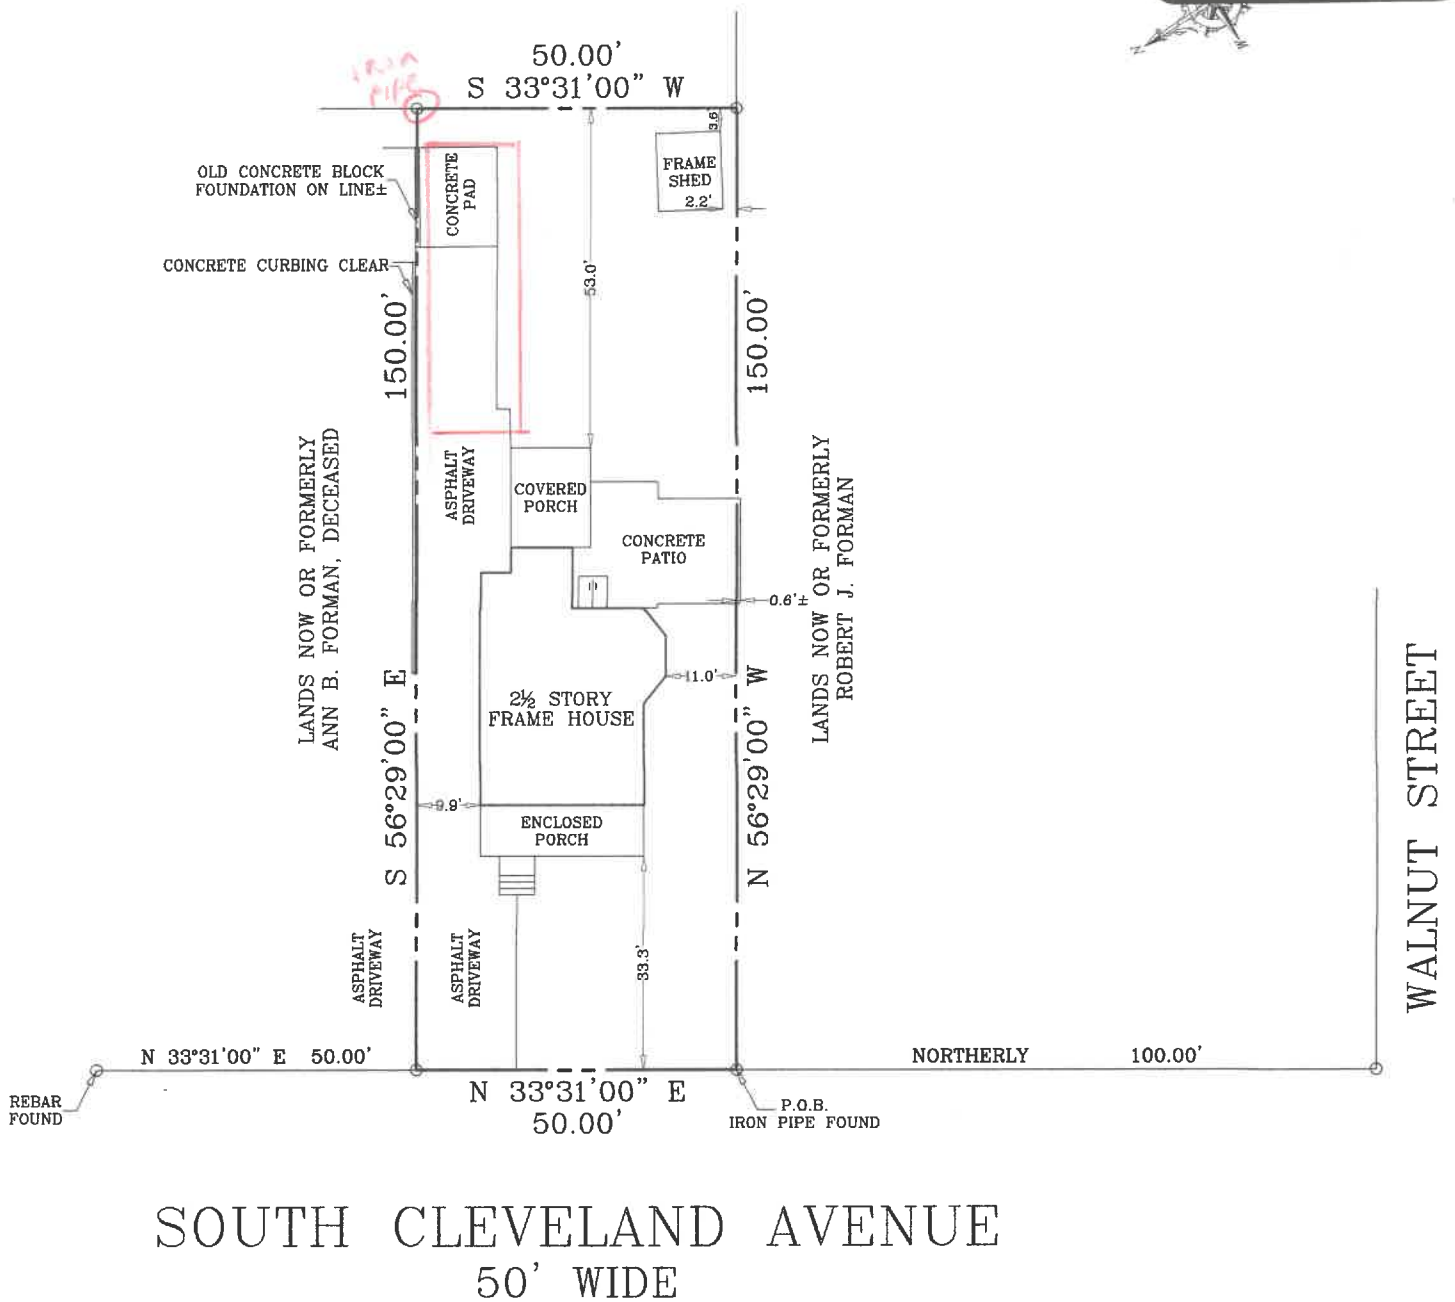 IRON
PIPE
50.00'
S 33°31'00" W
N
3.6'
FRAME
SHED
2.2'
OLD CONCRETE BLOCK
FOUNDATION ON LINE±
CONCRETE
PAD
CONCRETE CURBING CLEAR
53.0'
150.00'
150.00'
LANDS NOW OR FORMERLY
ANN B. FORMAN, DECEASED
ASPHALT
DRIVEWAY
COVERED
PORCH
CONCRETE
PATIO
0.6'±
LANDS NOW OR FORMERLY
ROBERT J. FORMAN
11.0'
2½ STORY
FRAME HOUSE
S 56°29'00" E
N 56°29'00" W
9.9'
ENCLOSED
PORCH
33.3'
ASPHALT
DRIVEWAY
ASPHALT
DRIVEWAY
WALNUT STREET
N 33°31'00" E 50.00'
NORTHERLY 100.00'
REBAR
FOUND
N 33°31'00" E
50.00'
P.O.B.
IRON PIPE FOUND
SOUTH CLEVELAND AVENUE
50' WIDE